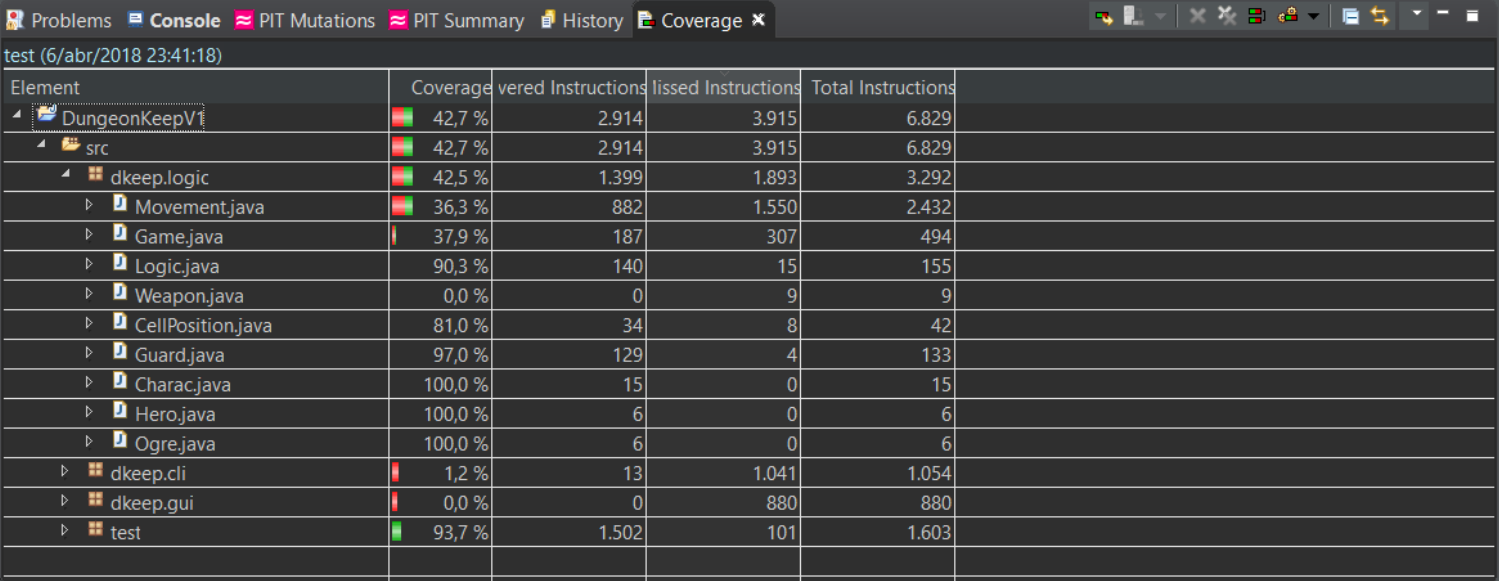 Problems Console PIT Mutations PIT Summary History Coverage
test (6/abr/2018 23:41:18)
Element Coverage vered Instructions lissed Instructions Total Instructions
DungeonKeepV1 42,7 % 2.914 3.915 6.829
src 42,7 % 2.914 3.915 6.829
dkeep.logic 42,5 % 1.399 1.893 3.292
Movement.java 36,3 % 882 1.550 2.432
Game.java 37,9 % 187 307 494
Logic.java 90,3 % 140 15 155
Weapon.java 0,0 % 0 9 9
CellPosition.java 81,0 % 34 8 42
Guard.java 97,0 % 129 4 133
Charac.java 100,0 % 15 0 15
Hero.java 100,0 % 6 0 6
Ogre.java 100,0 % 6 0 6
dkeep.cli 1,2 % 13 1.041 1.054
dkeep.gui 0,0 % 0 880 880
test 93,7 % 1.502 101 1.603